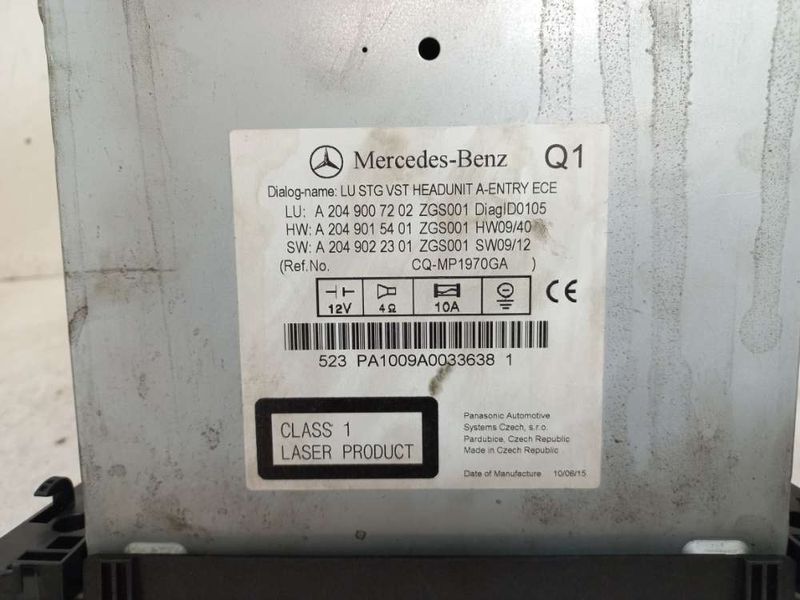 Mercedes-Benz Q1
Dialog-name: LU STG VST HEADUNIT A-ENTRY ECE
LU: A 204 900 72 02 ZGS001 DiagID0105
HW: A 204 901 54 01 ZGS001 HW09/40
SW: A 204 902 23 01 ZGS001 SW09/12
(Ref.No. CQ-MP1970GA )
12V 4Ω 10A CE
523 PA1009A0033638 1
CLASS 1
LASER PRODUCT
Panasonic Automotive
Systems Czech, s.r.o.
Pardubice, Czech Republic
Made in Czech Republic
Date of Manufacture 10/06/15